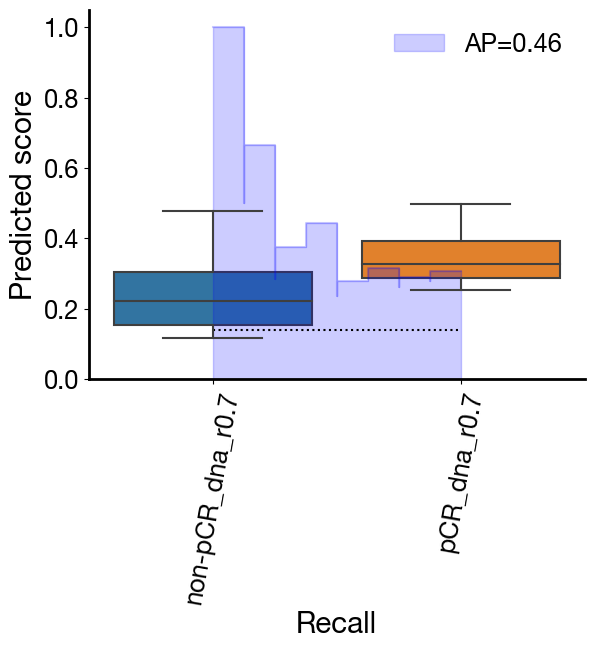 AP=0.46
Predicted score
1.0
0.8
0.6
0.4
0.2
0.0
non-pCR_dna_r0.7
pCR_dna_r0.7
Recall